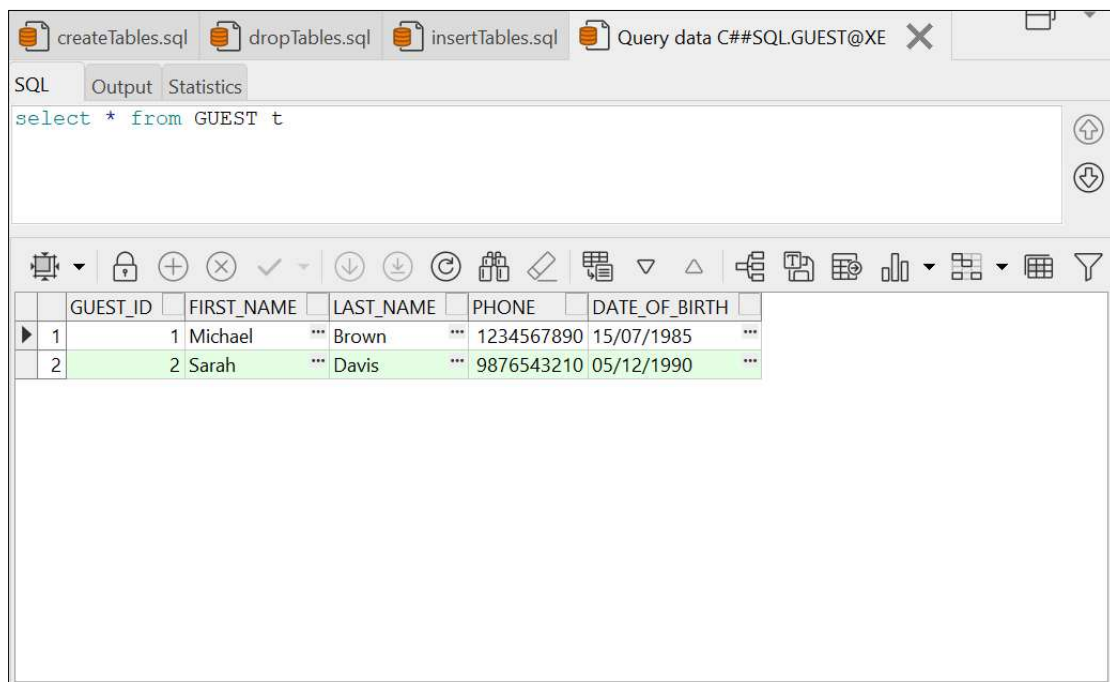 createTables.sql dropTables.sql insertTables.sql Query data C##SQL.GUEST@XE
SQL Output Statistics
select * from GUEST t
GUEST_ID FIRST_NAME LAST_NAME PHONE DATE_OF_BIRTH
1 1 Michael ... Brown ... 1234567890 15/07/1985 ...
2 2 Sarah ... Davis ... 9876543210 05/12/1990 ...